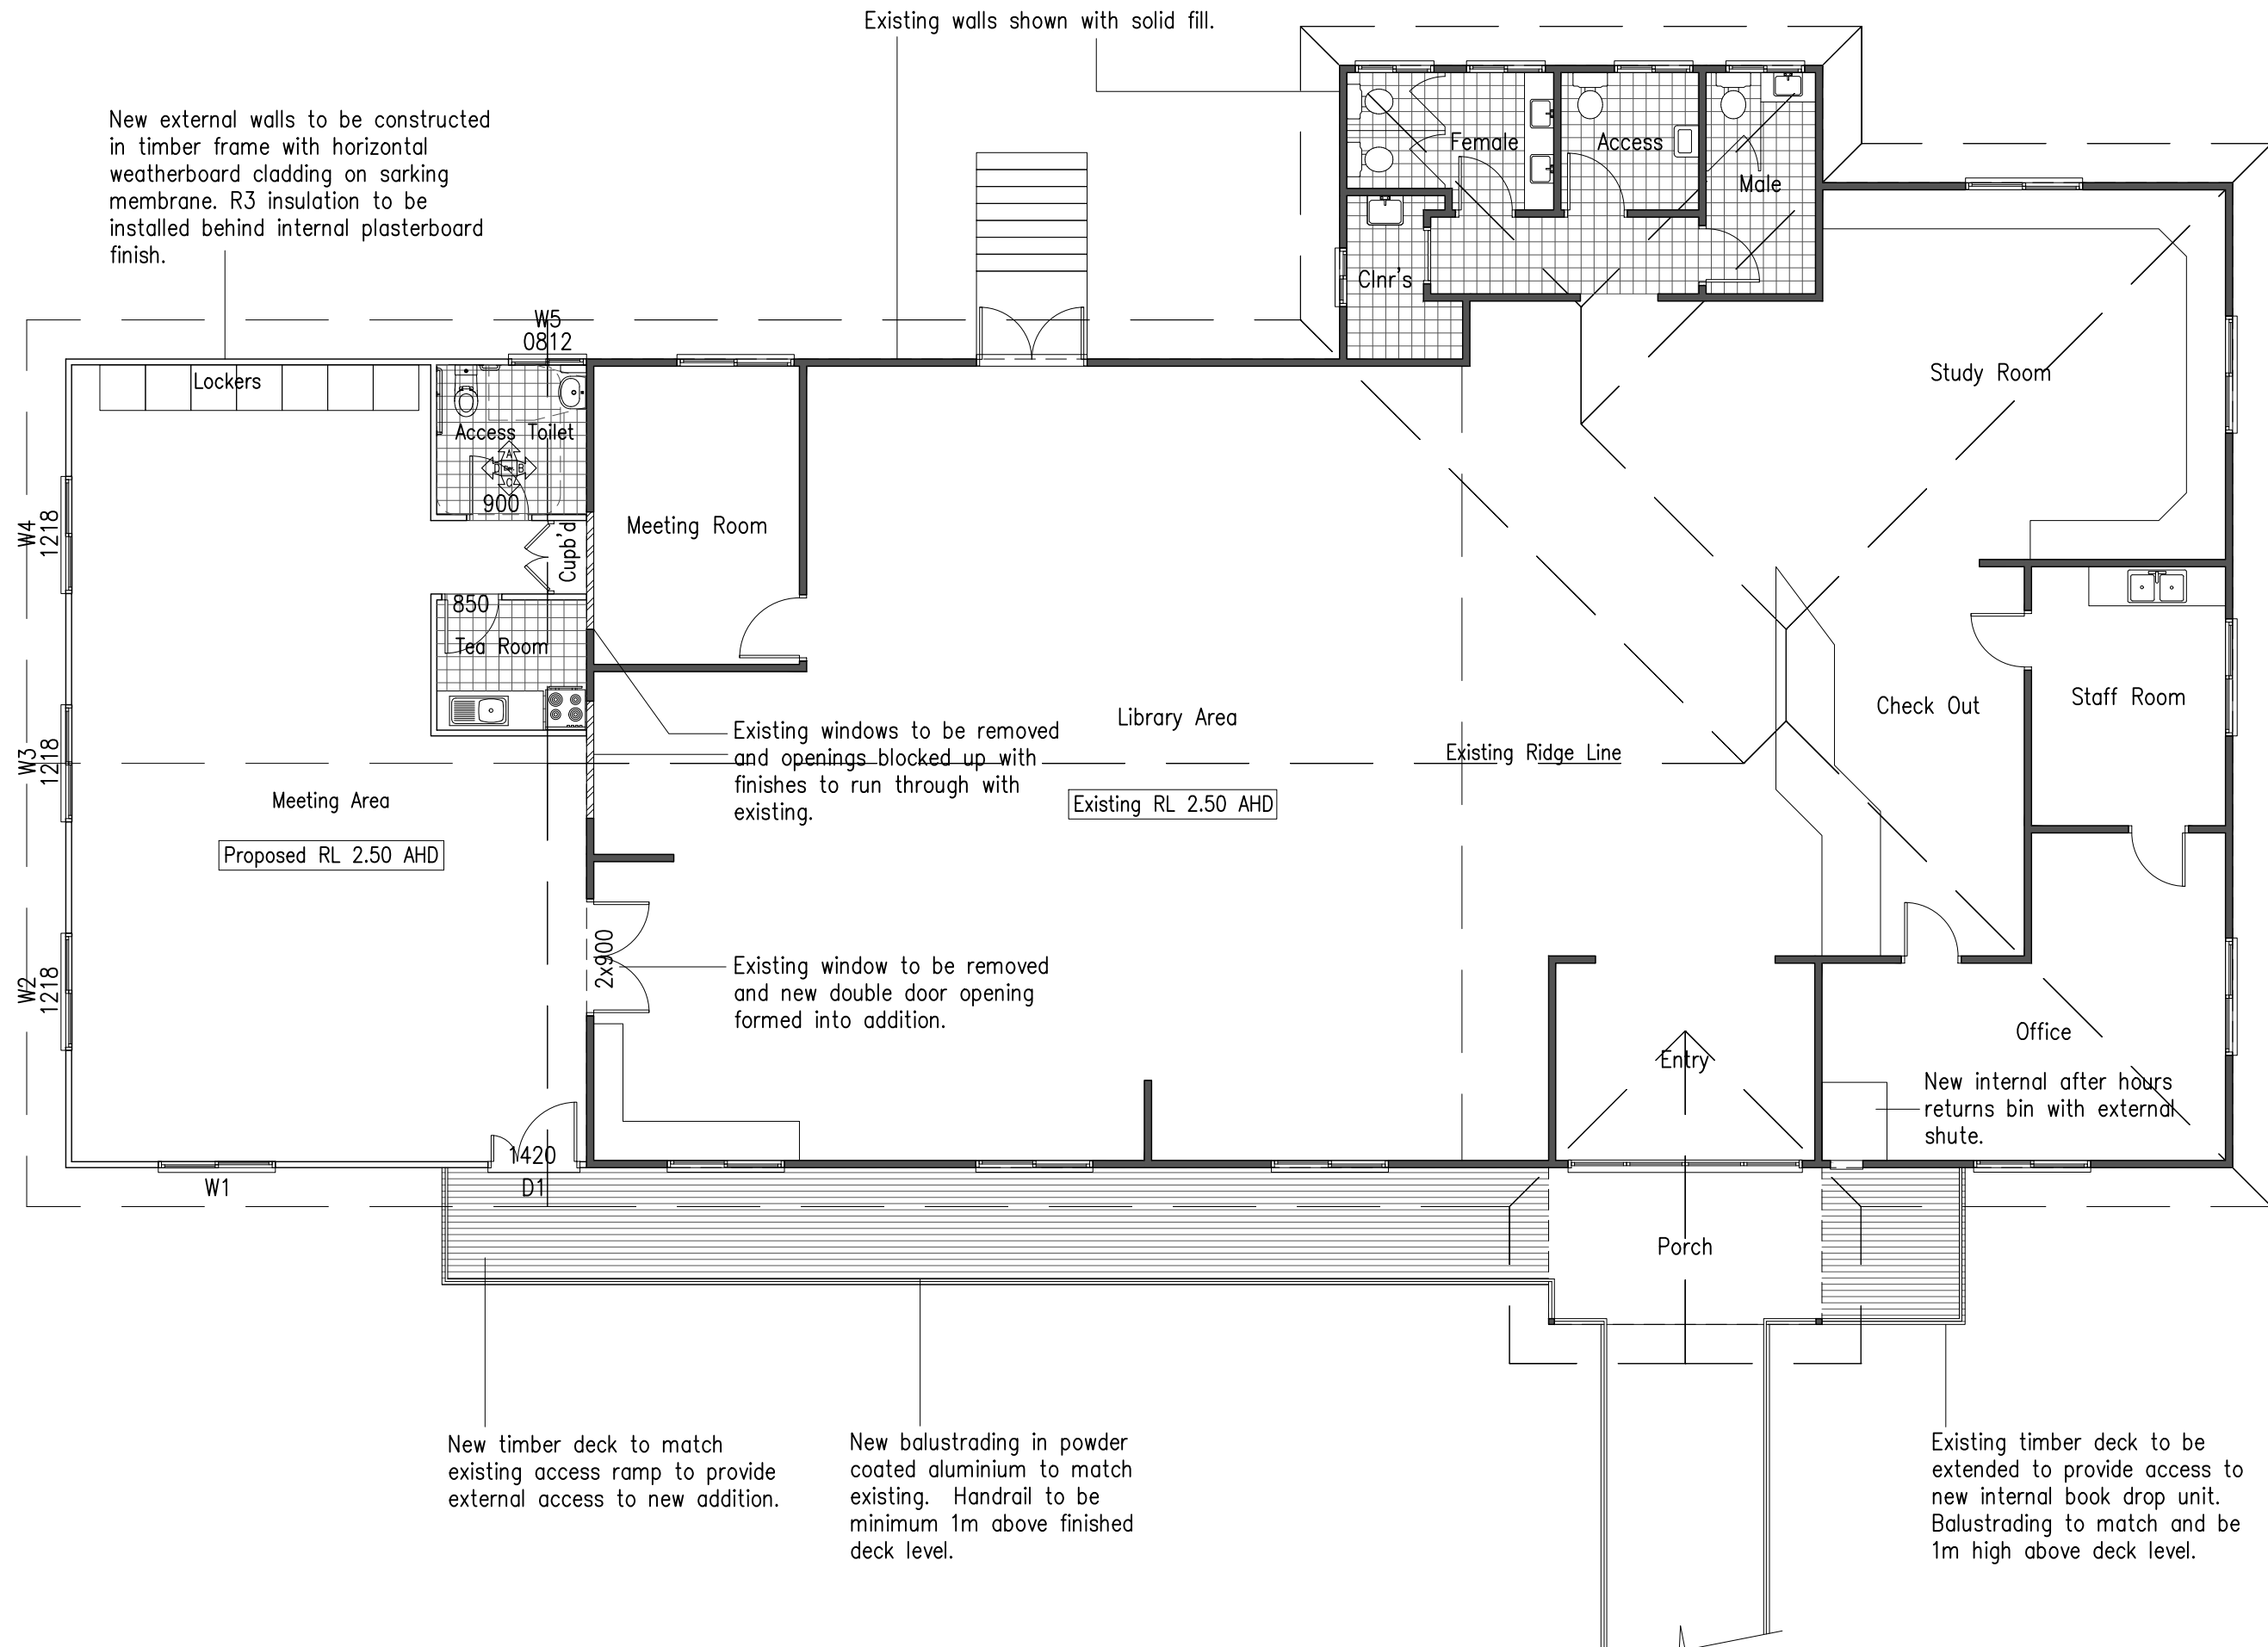 Existing walls shown with solid fill.
New external walls to be constructed
in timber frame with horizontal
weatherboard cladding on sarking
membrane. R3 insulation to be
installed behind internal plasterboard
finish.
Female
Access
Male
Clnr's
W5
0812
Lockers
Access Toilet
A
B
C
900
Study Room
W4
1218
Meeting Room
Cupb'd
850
Tea Room
Library Area
Check Out
Staff Room
Existing windows to be removed
and openings blocked up with
finishes to run through with
existing.
Existing Ridge Line
W3
1218
Meeting Area
Existing RL 2.50 AHD
Proposed RL 2.50 AHD
2x900
Existing window to be removed
and new double door opening
formed into addition.
W2
1218
Office
Entry
New internal after hours
returns bin with external
shute.
1420
W1
D1
Porch
New timber deck to match
existing access ramp to provide
external access to new addition.
New balustrading in powder
coated aluminium to match
existing. Handrail to be
minimum 1m above finished
deck level.
Existing timber deck to be
extended to provide access to
new internal book drop unit.
Balustrading to match and be
1m high above deck level.